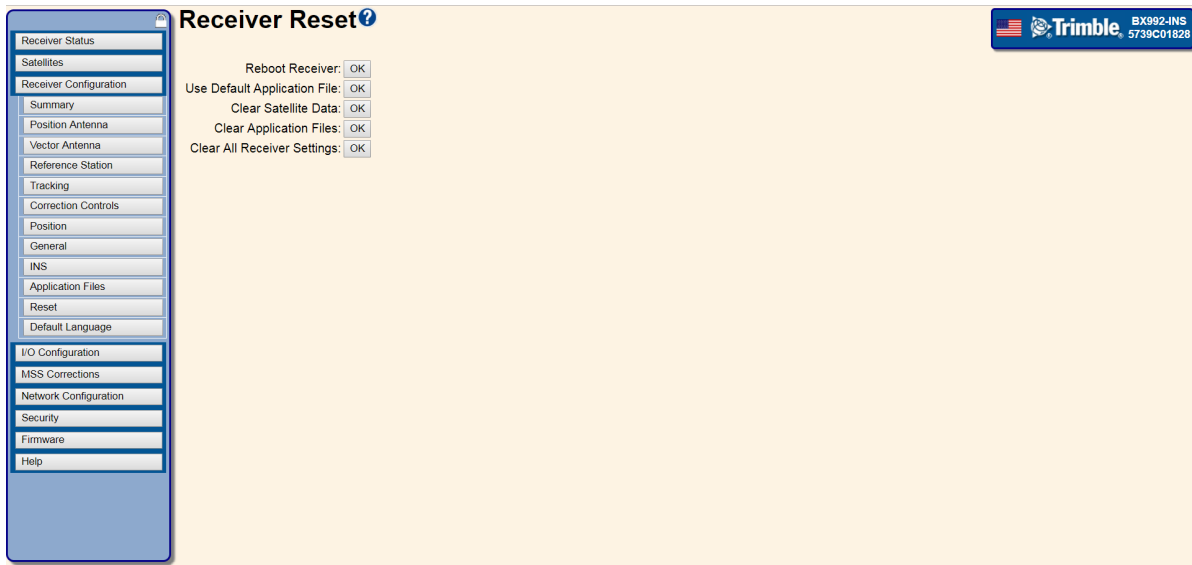 Receiver Reset?
Trimble®
BX992-INS
5739C01828
Receiver Status
Satellites
Receiver Configuration
Summary
Position Antenna
Vector Antenna
Reference Station
Tracking
Correction Controls
Position
General
INS
Application Files
Reset
Default Language
I/O Configuration
MSS Corrections
Network Configuration
Security
Firmware
Help
Reboot Receiver: OK
Use Default Application File: OK
Clear Satellite Data: OK
Clear Application Files: OK
Clear All Receiver Settings: OK